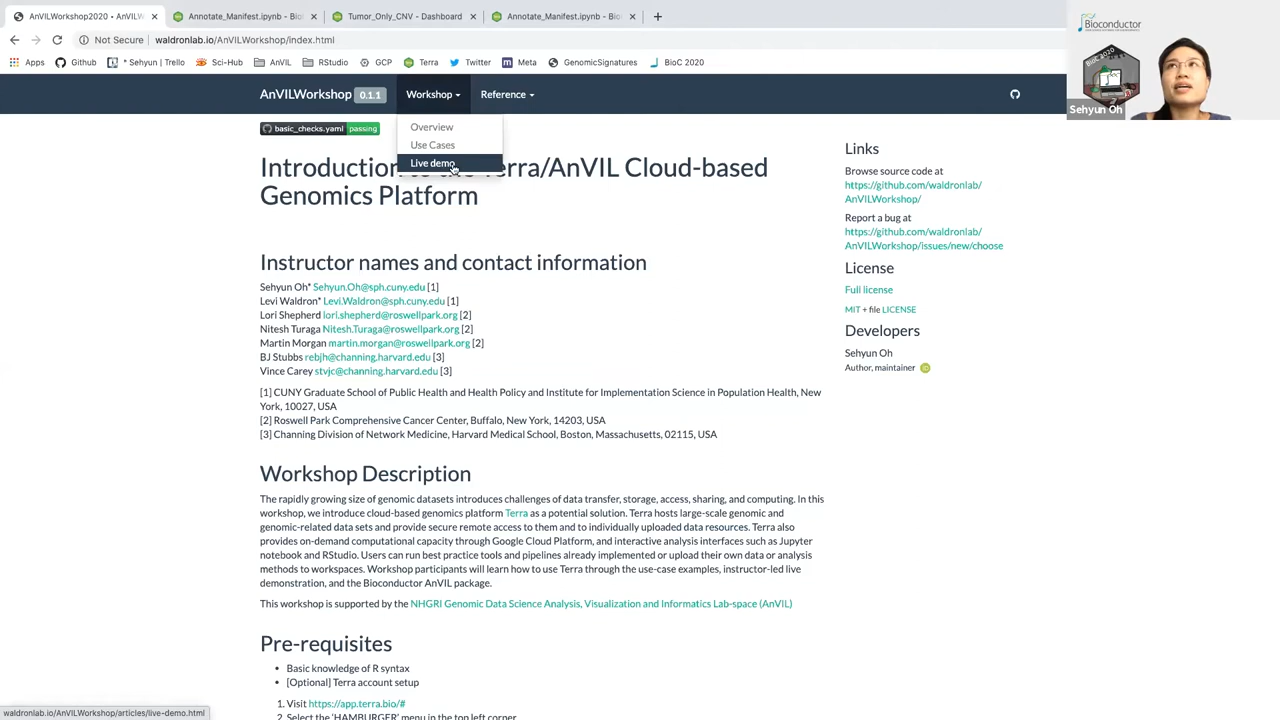 AnVILWorkshop2020 • AnVILW
Annotate_Manifest.ipynb - Bio
Tumor_Only_CNV - Dashboard
Annotate_Manifest.ipynb - Bio
Not Secure | waldronlab.io/AnVILWorkshop/index.html
Apps Github * Sehyun | Trello Sci-Hub AnVIL RStudio GCP Terra Twitter Meta GenomicSignatures BioC 2020
Bioconductor
BioC 2020
Sehyun Oh
AnVILWorkshop 0.1.1 Workshop Reference
Overview
Use Cases
Live demo
basic_checks.yaml passing
Introduction to the Terra/AnVIL Cloud-based
Genomics Platform
Instructor names and contact information
Sehyun Oh* Sehyun.Oh@sph.cuny.edu [1]
Levi Waldron* Levi.Waldron@sph.cuny.edu [1]
Lori Shepherd lori.shepherd@roswellpark.org [2]
Nitesh Turaga Nitesh.Turaga@roswellpark.org [2]
Martin Morgan martin.morgan@roswellpark.org [2]
BJ Stubbs rebjh@channing.harvard.edu [3]
Vince Carey stvjc@channing.harvard.edu [3]
[1] CUNY Graduate School of Public Health and Health Policy and Institute for Implementation Science in Population Health, New
York, 10027, USA
[2] Roswell Park Comprehensive Cancer Center, Buffalo, New York, 14203, USA
[3] Channing Division of Network Medicine, Harvard Medical School, Boston, Massachusetts, 02115, USA
Workshop Description
The rapidly growing size of genomic datasets introduces challenges of data transfer, storage, access, sharing, and computing. In this
workshop, we introduce cloud-based genomics platform Terra as a potential solution. Terra hosts large-scale genomic and
genomic-related data sets and provide secure remote access to them and to individually uploaded data resources. Terra also
provides on-demand computational capacity through Google Cloud Platform, and interactive analysis interfaces such as Jupyter
notebook and RStudio. Users can run best practice tools and pipelines already implemented or upload their own data or analysis
methods to workspaces. Workshop participants will learn how to use Terra through the use-case examples, instructor-led live
demonstration, and the Bioconductor AnVIL package.
This workshop is supported by the NHGRI Genomic Data Science Analysis, Visualization and Informatics Lab-space (AnVIL)
Pre-requisites
• Basic knowledge of R syntax
• [Optional] Terra account setup
1. Visit https://app.terra.bio/#
2. Select the 'HAMBURGER' menu in the top left corner
Links
Browse source code at
https://github.com/waldronlab/
AnVILWorkshop/
Report a bug at
https://github.com/waldronlab/
AnVILWorkshop/issues/new/choose
License
Full license
MIT + file LICENSE
Developers
Sehyun Oh
Author, maintainer iD
waldronlab.io/AnVILWorkshop/articles/live-demo.html